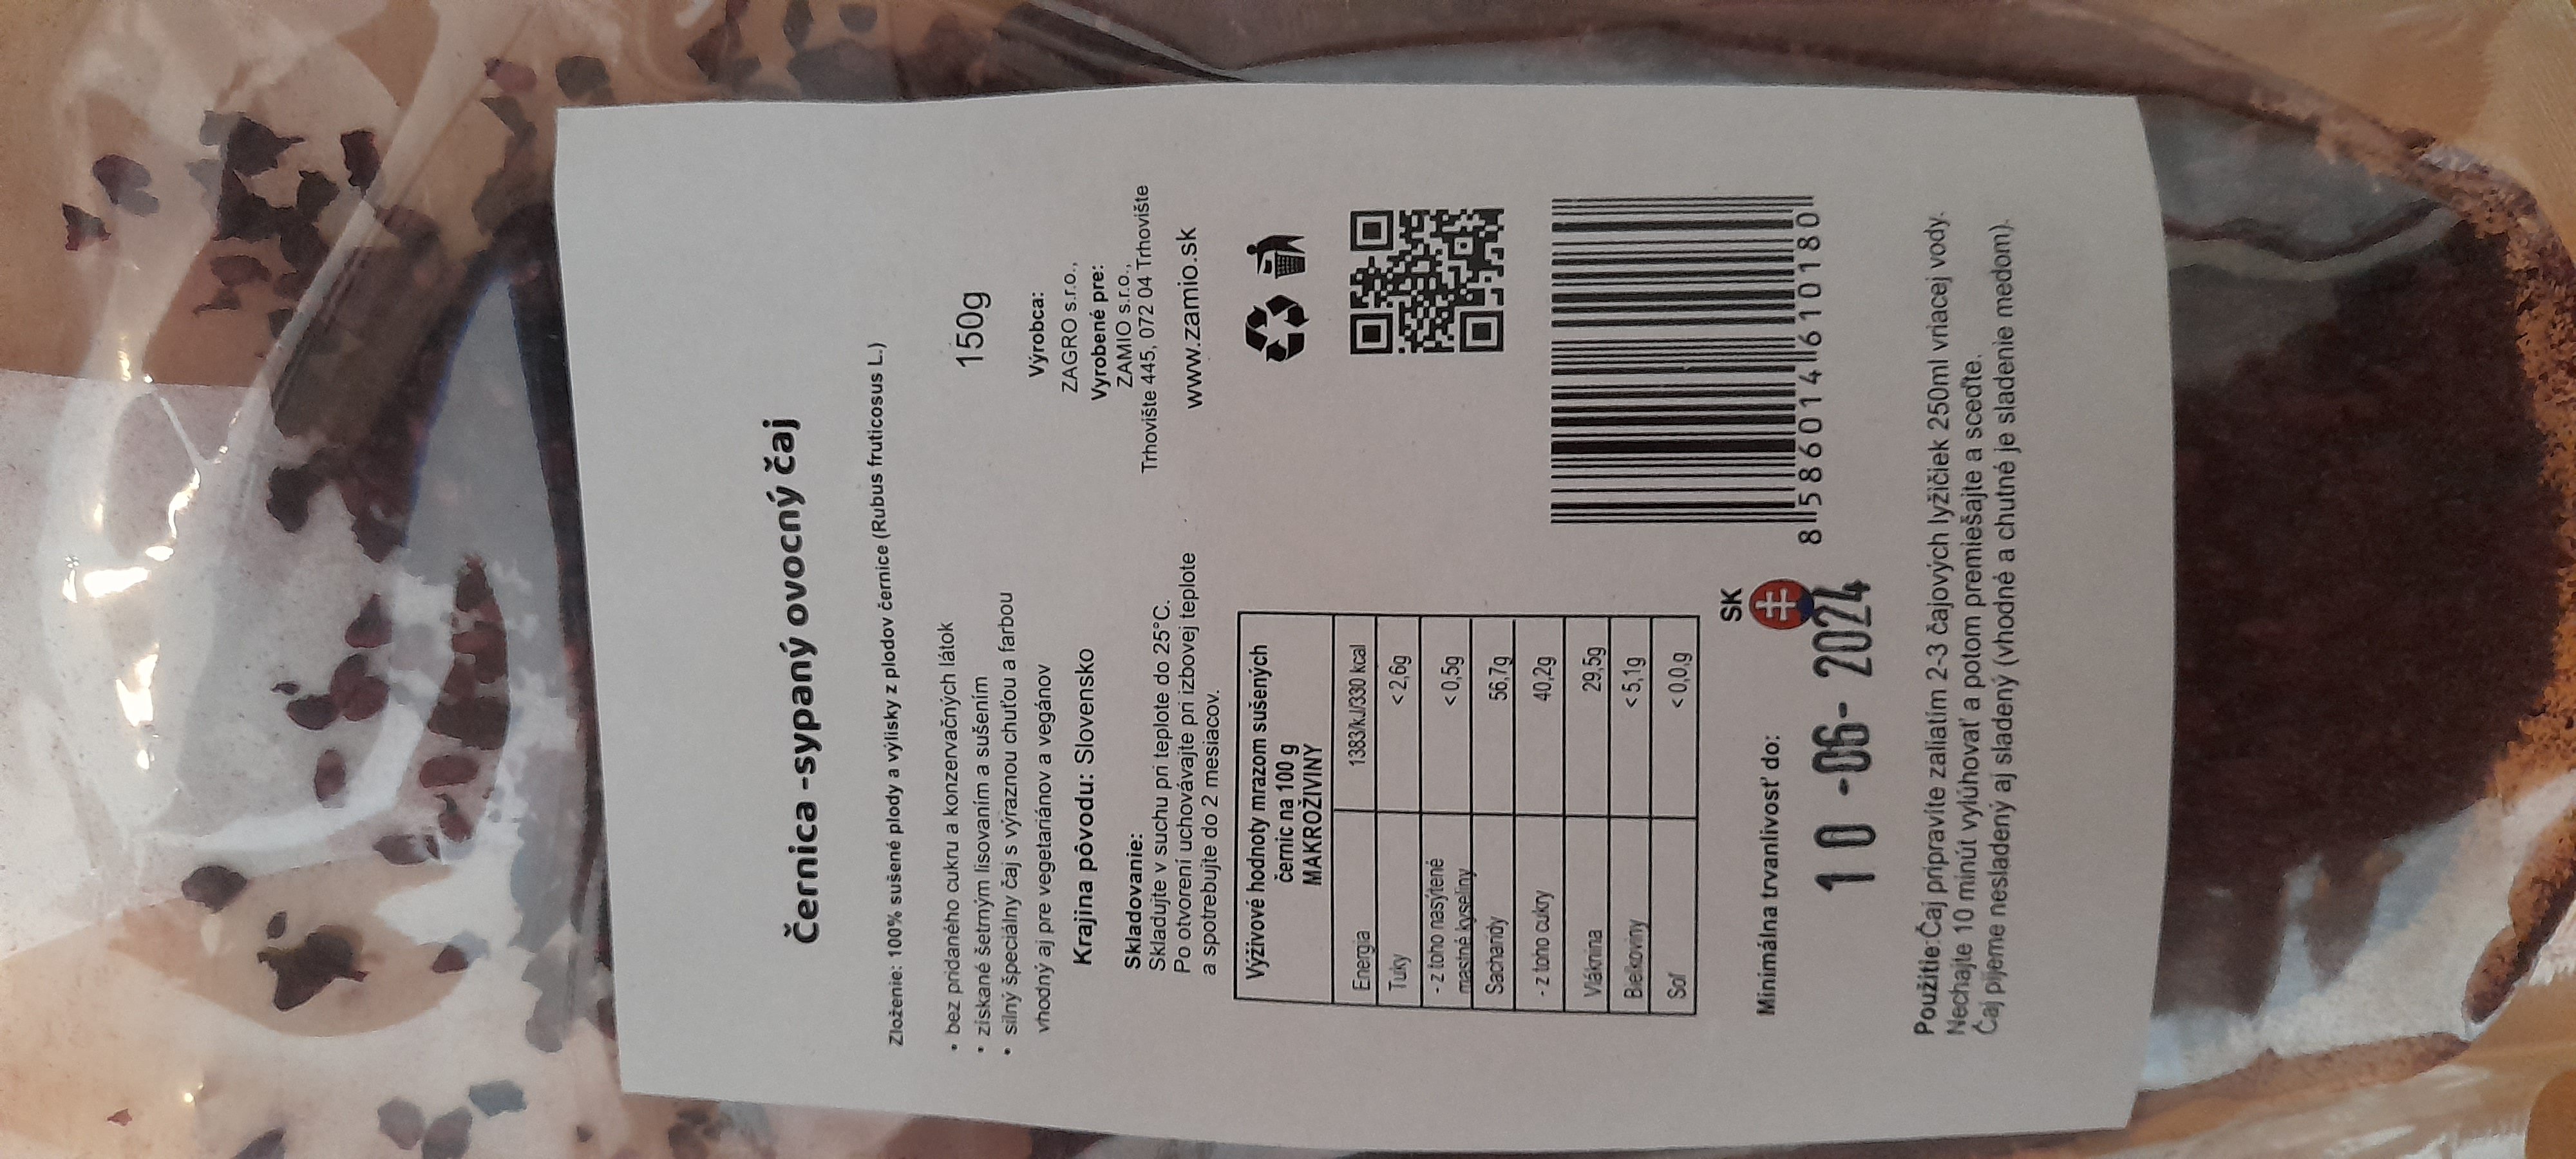 Černica -sypaný ovocný čaj
Zloženie: 100% sušené plody a výlisky z plodov černice (Rubus fruticosus L.)
• bez pridaného cukru a konzervačných látok
• získané šetrným lisovaním a sušením
• silný špeciálny čaj s výraznou chuťou a farbou
vhodný aj pre vegetariánov a vegánov
Krajina pôvodu: Slovensko
150g
Výrobca:
ZAGRO s.r.o.,
Vyrobené pre:
ZAMIO s.r.o.,
Trhovište 445, 072 04 Trhovište
www.zamio.sk
Skladovanie:
Skladujte v suchu pri teplote do 25°C.
Po otvorení uchovávajte pri izbovej teplote
a spotrebujte do 2 mesiacov.
Výživové hodnoty mrazom sušených
černic na 100 g
MAKROŽIVINY
Energia 1383/kJ/330 kcal
Tuky < 2,6g
- z toho nasýtené
mastné kyseliny < 0,5g
Sacharidy 56,7g
- z toho cukry 40,2g
Vláknina 29,5g
Bielkoviny < 5,1g
Soľ < 0,0,g
8 586014 610180
SK
Minimálna trvanlivosť do:
10 -06- 2024
Použitie:Čaj pripravíte zaliatím 2-3 čajových lyžičiek 250ml vriacej vody.
Nechajte 10 minút vylúhovať a potom premiešajte a sceďte.
Čaj pijeme nesladený aj sladený (vhodné a chutné je sladenie medom).